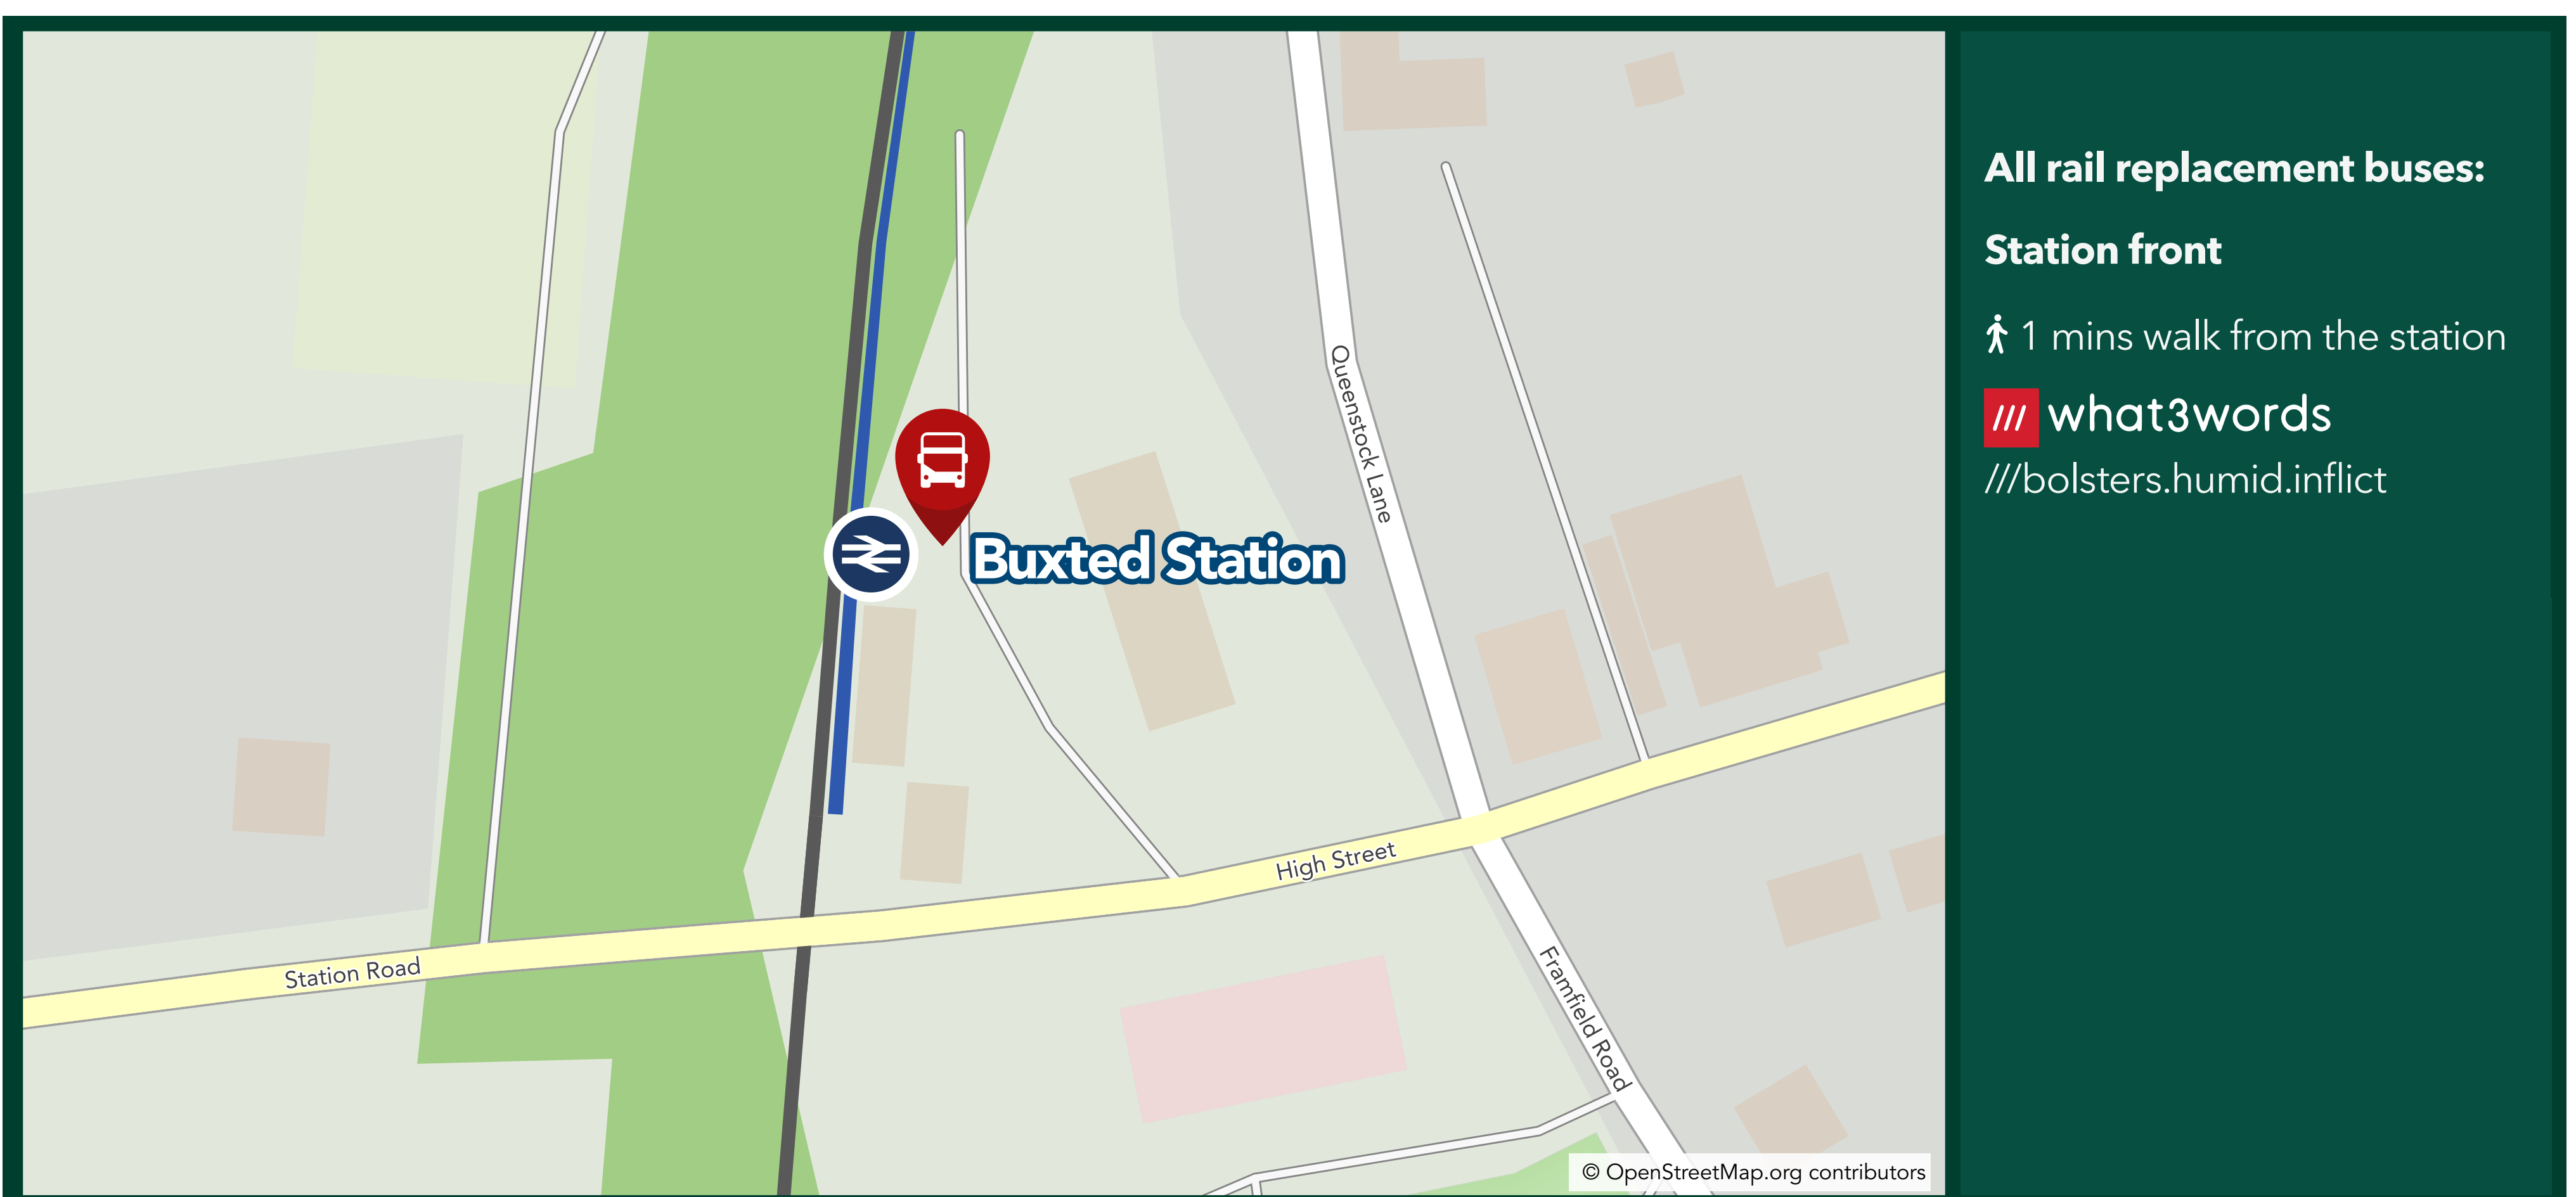 All rail replacement buses:
Station front
1 mins walk from the station
what3words
///bolsters.humid.inflict
Queenstock Lane
Buxted Station
High Street
Station Road
Framfield Road
© OpenStreetMap.org contributors